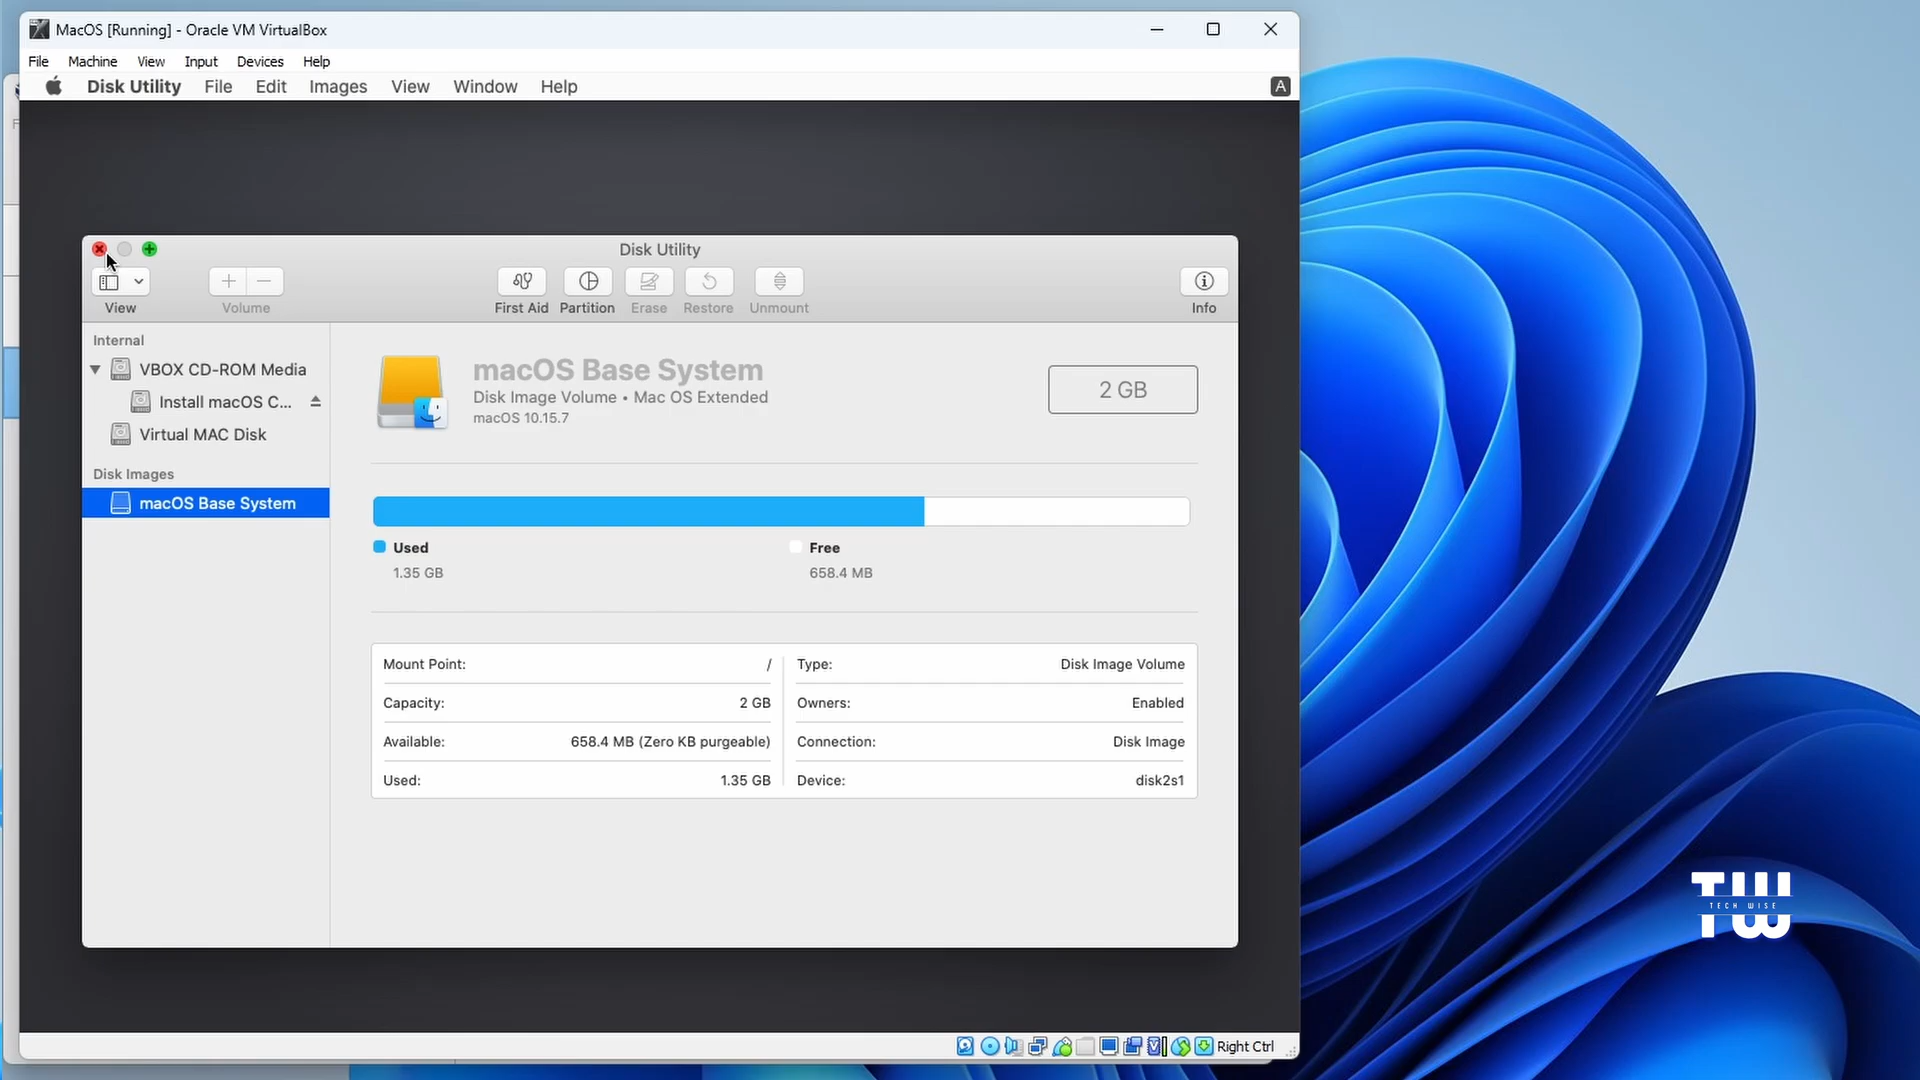 MacOS [Running] - Oracle VM VirtualBox
File Machine View Input Devices Help
Disk Utility File Edit Images View Window Help
A
Disk Utility
View Volume First Aid Partition Erase Restore Unmount Info
Internal
VBOX CD-ROM Media
Install macOS C...
Virtual MAC Disk
Disk Images
macOS Base System
macOS Base System
Disk Image Volume • Mac OS Extended
macOS 10.15.7
2 GB
Used
1.35 GB
Free
658.4 MB
Mount Point: /
Capacity: 2 GB
Available: 658.4 MB (Zero KB purgeable)
Used: 1.35 GB
Type: Disk Image Volume
Owners: Enabled
Connection: Disk Image
Device: disk2s1
TW
TECH WISE
Right Ctrl